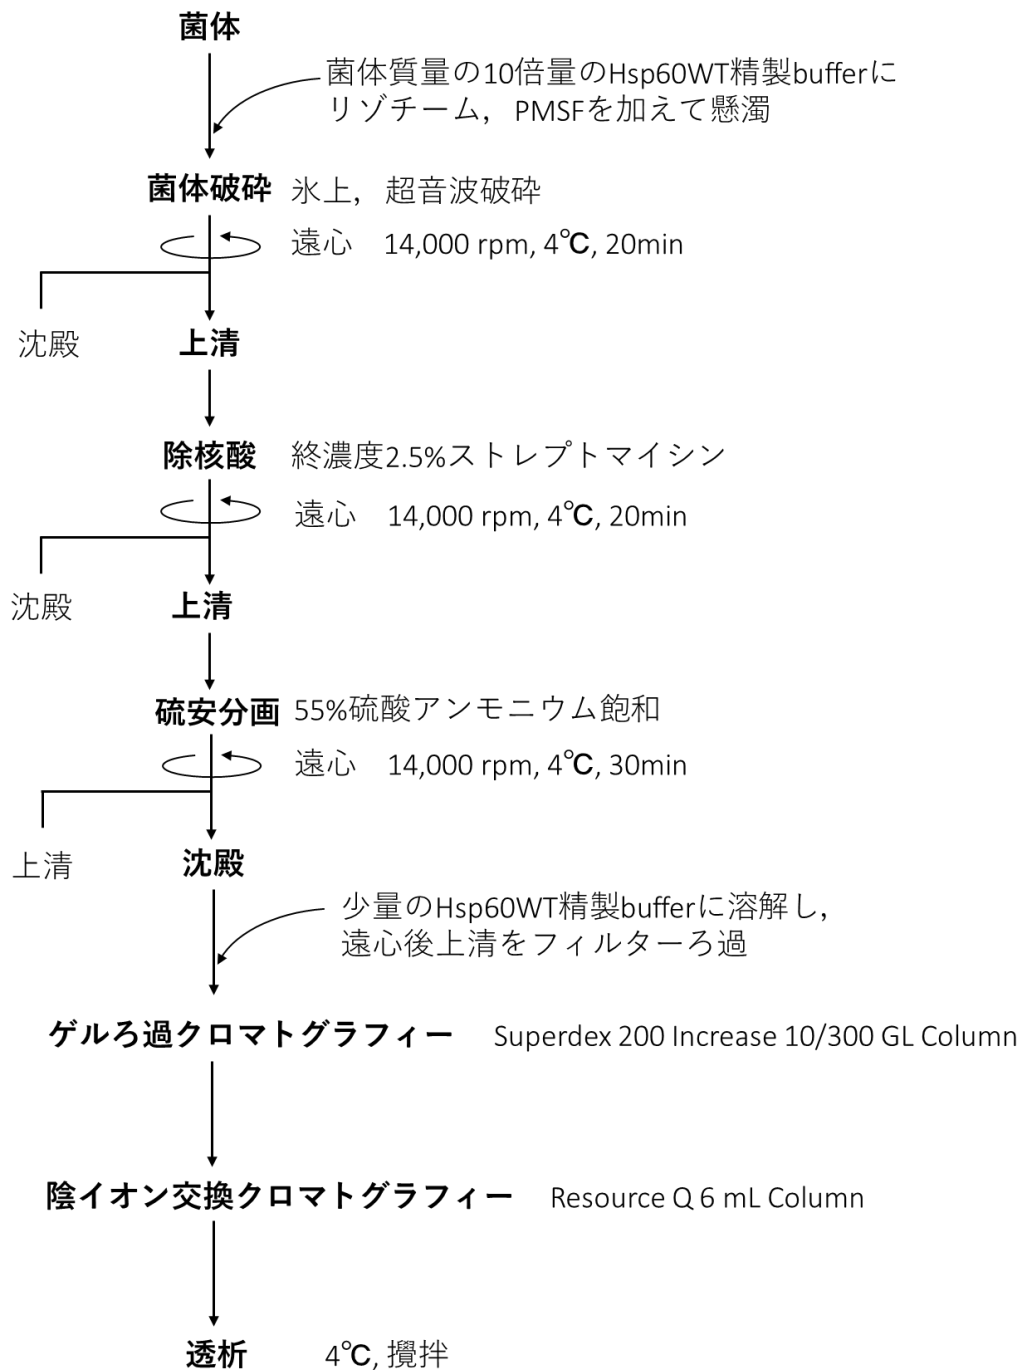 菌体
菌体質量の10倍量のHsp60WT精製bufferに
リゾチーム，PMSFを加えて懸濁
菌体破砕 氷上，超音波破砕
遠心 14,000 rpm, 4℃, 20min
沈殿 上清
除核酸 終濃度2.5%ストレプトマイシン
遠心 14,000 rpm, 4℃, 20min
沈殿 上清
硫安分画 55%硫酸アンモニウム飽和
遠心 14,000 rpm, 4℃, 30min
上清 沈殿
少量のHsp60WT精製bufferに溶解し，
遠心後上清をフィルターろ過
ゲルろ過クロマトグラフィー Superdex 200 Increase 10/300 GL Column
陰イオン交換クロマトグラフィー Resource Q 6 mL Column
透析 4℃, 攪拌